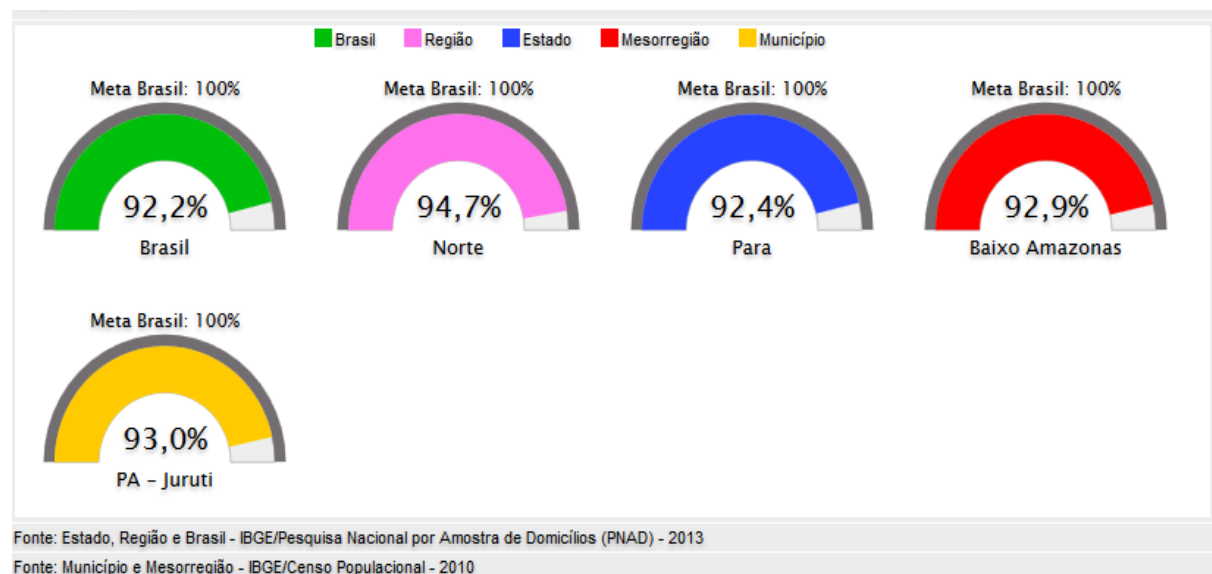 Brasil Região Estado Mesorregião Município
Meta Brasil: 100% Meta Brasil: 100% Meta Brasil: 100% Meta Brasil: 100%
92,2% 94,7% 92,4% 92,9%
Brasil Norte Para Baixo Amazonas
Meta Brasil: 100%
93,0%
PA – Juruti
Fonte: Estado, Região e Brasil - IBGE/Pesquisa Nacional por Amostra de Domicílios (PNAD) - 2013
Fonte: Município e Mesorregião - IBGE/Censo Populacional - 2010